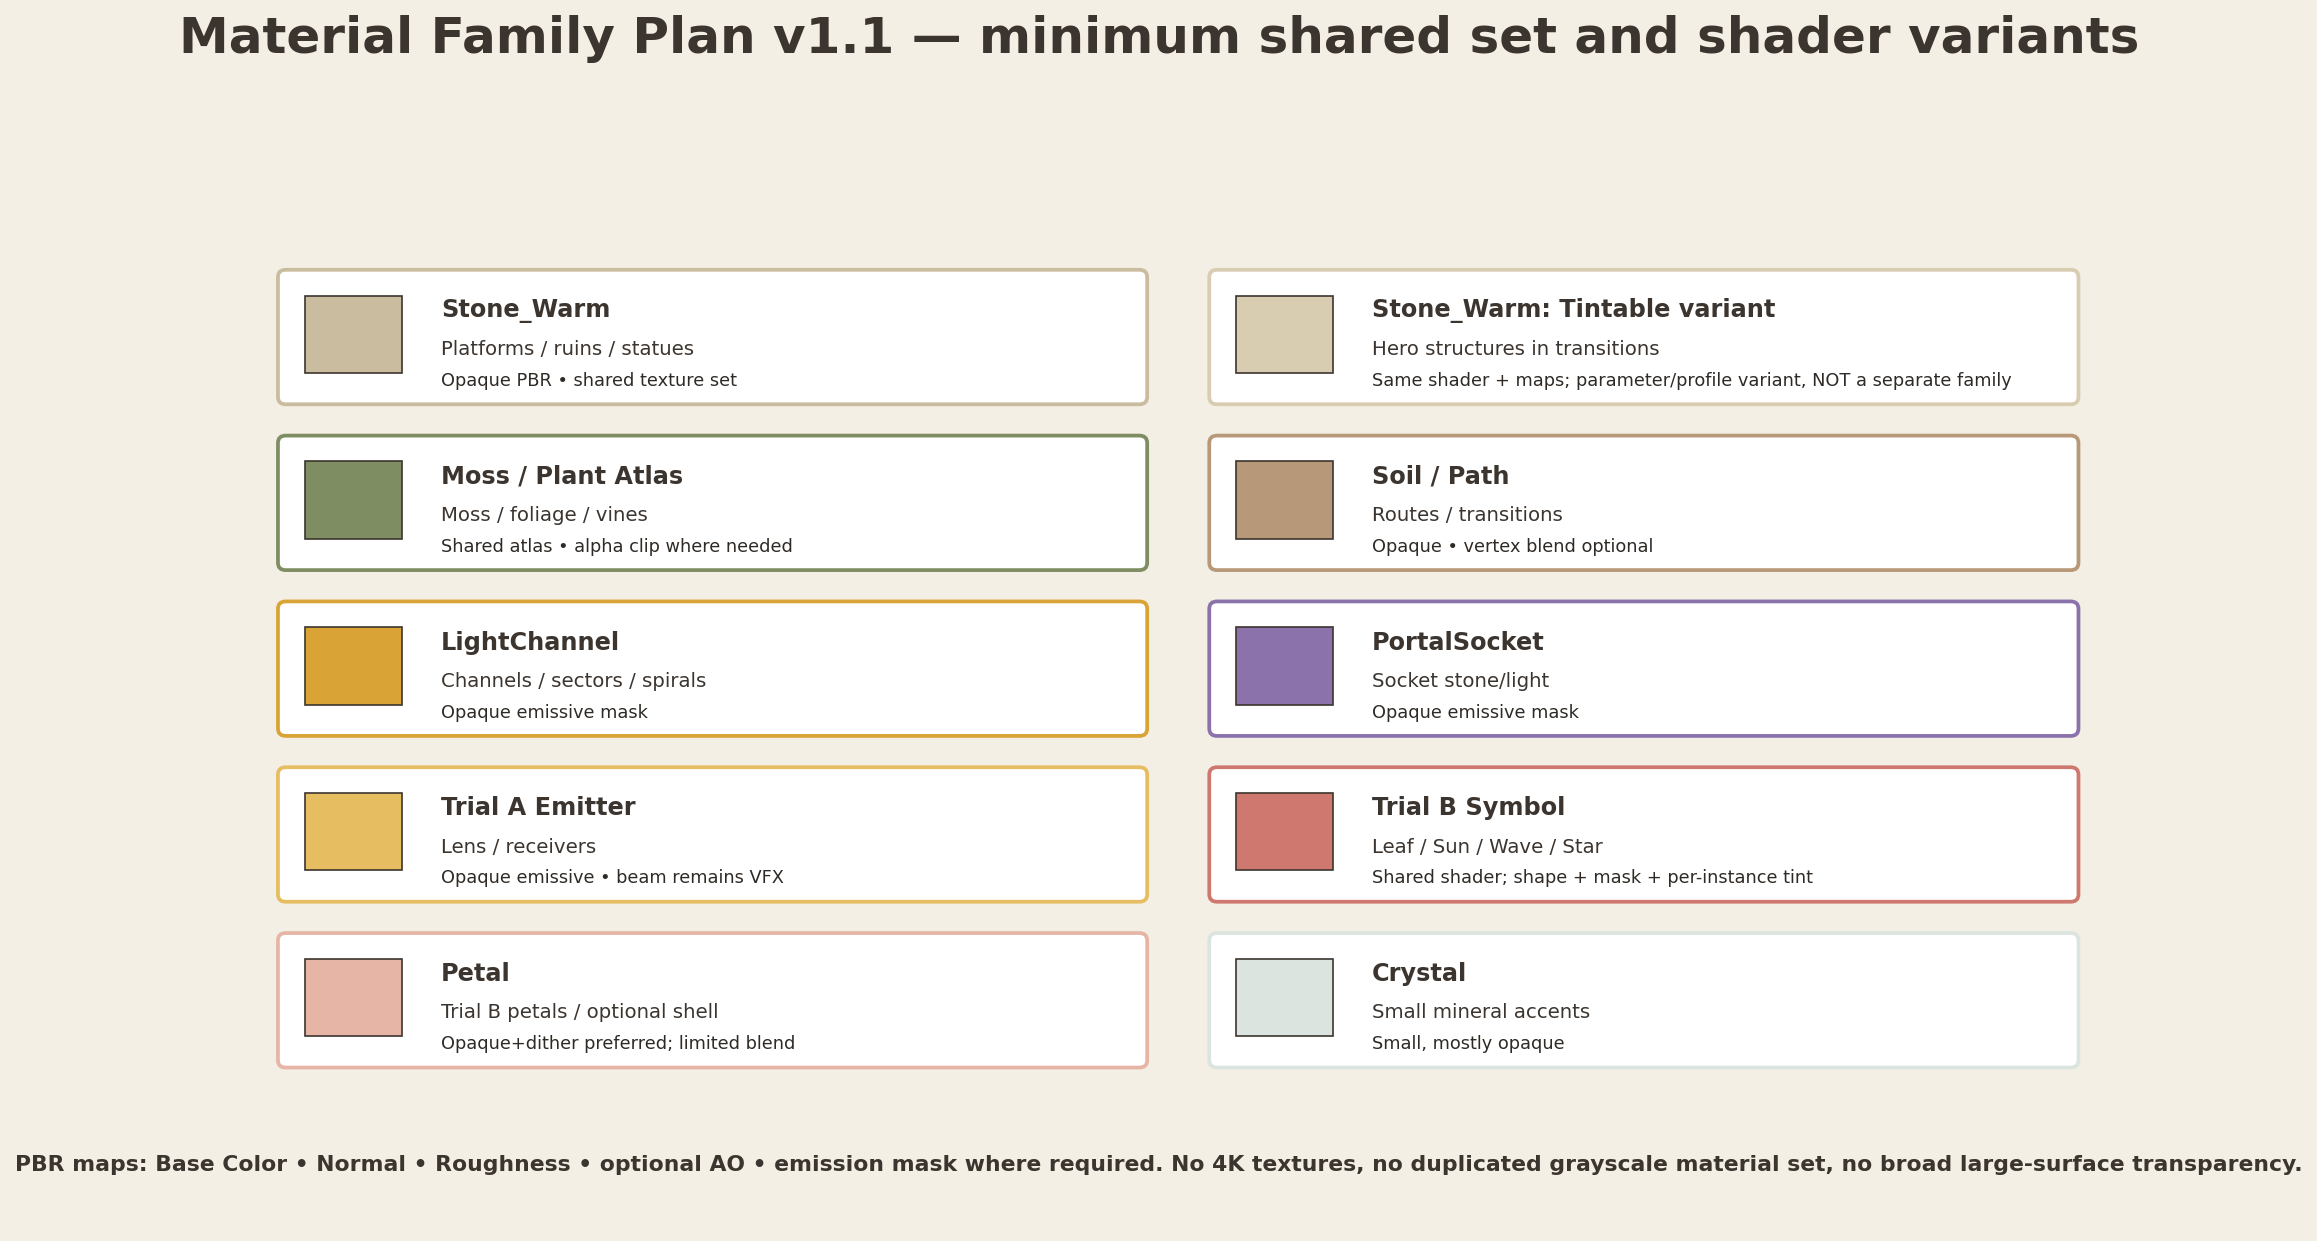 Material Family Plan v1.1 — minimum shared set and shader variants
Stone_Warm
Platforms / ruins / statues
Opaque PBR • shared texture set
Stone_Warm: Tintable variant
Hero structures in transitions
Same shader + maps; parameter/profile variant, NOT a separate family
Moss / Plant Atlas
Moss / foliage / vines
Shared atlas • alpha clip where needed
Soil / Path
Routes / transitions
Opaque • vertex blend optional
LightChannel
Channels / sectors / spirals
Opaque emissive mask
PortalSocket
Socket stone/light
Opaque emissive mask
Trial A Emitter
Lens / receivers
Opaque emissive • beam remains VFX
Trial B Symbol
Leaf / Sun / Wave / Star
Shared shader; shape + mask + per-instance tint
Petal
Trial B petals / optional shell
Opaque+dither preferred; limited blend
Crystal
Small mineral accents
Small, mostly opaque
PBR maps: Base Color • Normal • Roughness • optional AO • emission mask where required. No 4K textures, no duplicated grayscale material set, no broad large-surface transparency.